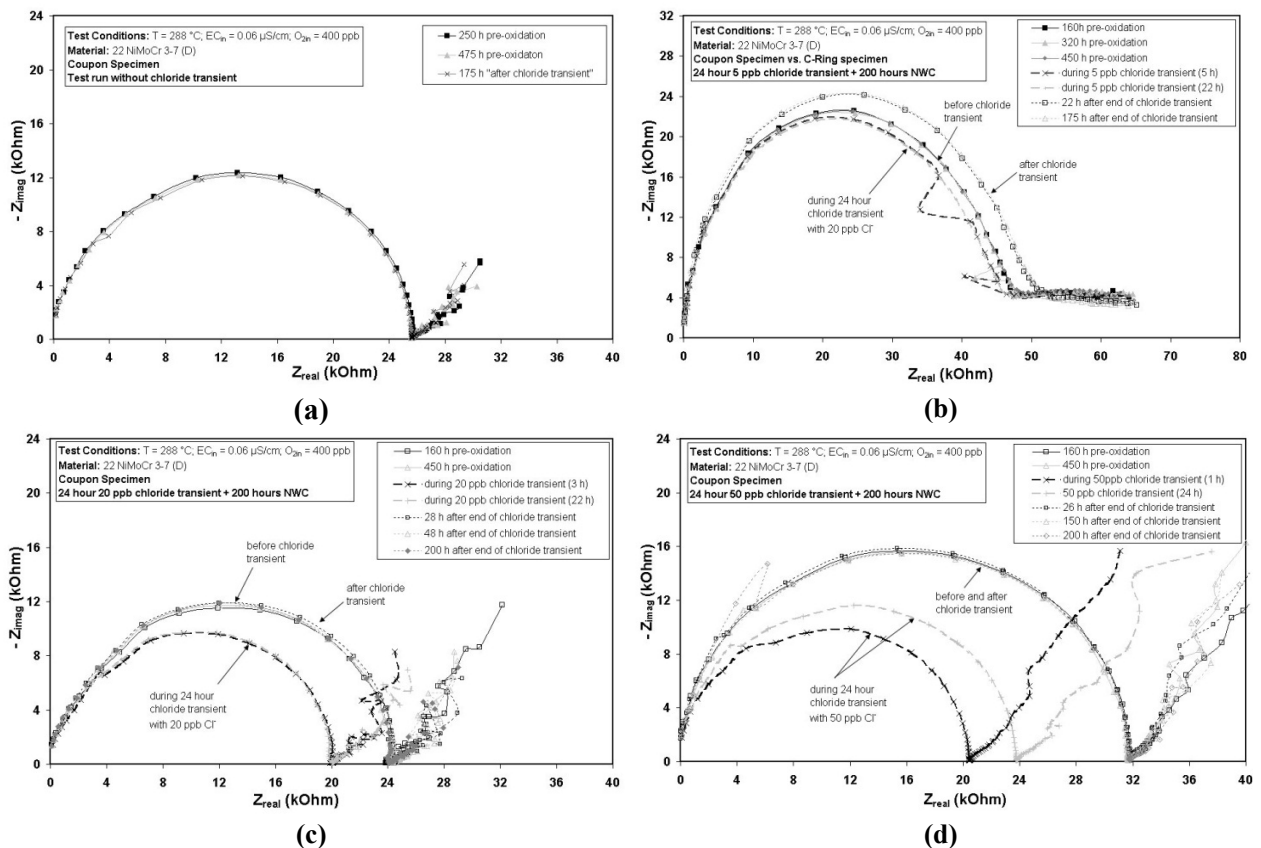 Test Conditions: T = 288 °C; ECin = 0.06 µS/cm; O2in = 400 ppb
Material: 22 NiMoCr 3-7 (D)
Coupon Specimen
Test run without chloride transient
250 h pre-oxidation
475 h pre-oxidaton
175 h "after chloride transient"
- Zimag (kOhm)
24
20
16
12
8
4
0
0 4 8 12 16 20 24 28 32 36 40
Zreal (kOhm)
(a)
Test Conditions: T = 288 °C; ECin = 0.06 µS/cm; O2in = 400 ppb
Material: 22 NiMoCr 3-7 (D)
Coupon Specimen vs. C-Ring specimen
24 hour 5 ppb chloride transient + 200 hours NWC
160h pre-oxidation
320 h pre-oxidation
450 h pre-oxidation
during 5 ppb chloride transient (5 h)
during 5 ppb chloride transient (22 h)
22 h after end of chloride transient
175 h after end of chloride transient
before chloride
transient
after chloride
transient
during 24 hour
chloride transient
with 20 ppb Cl-
- Zimag (kOhm)
36
32
28
24
20
16
12
8
4
0
0 10 20 30 40 50 60 70 80
Zreal (kOhm)
(b)
Test Conditions: T = 288 °C; ECin = 0.06 µS/cm; O2in = 400 ppb
Material: 22 NiMoCr 3-7 (D)
Coupon Specimen
24 hour 20 ppb chloride transient + 200 hours NWC
160 h pre-oxidation
450 h pre-oxidation
during 20 ppb chloride transient (3 h)
during 20 ppb chloride transient (22 h)
28 h after end of chloride transient
48 h after end of chloride transient
200 h after end of chloride transient
before chloride
transient
after chloride
transient
during 24 hour
chloride transient
with 20 ppb Cl-
- Zimag (kOhm)
24
20
16
12
8
4
0
0 4 8 12 16 20 24 28 32 36 40
Zreal (kOhm)
(c)
Test Conditions: T = 288 °C; ECin = 0.06 µS/cm; O2in = 400 ppb
Material: 22 NiMoCr 3-7 (D)
Coupon Specimen
24 hour 50 ppb chloride transient + 200 hours NWC
160 h pre-oxidation
450 h pre-oxidation
during 50ppb chloride transient (1 h)
50 ppb chloride transient (24 h)
26 h after end of chloride transient
150 h after end of chloride transient
200 h after end of chloride transient
before and after
chloride transient
during 24 hour
chloride transient
with 50 ppb Cl-
- Zimag (kOhm)
24
20
16
12
8
4
0
0 4 8 12 16 20 24 28 32 36 40
Zreal (kOhm)
(d)